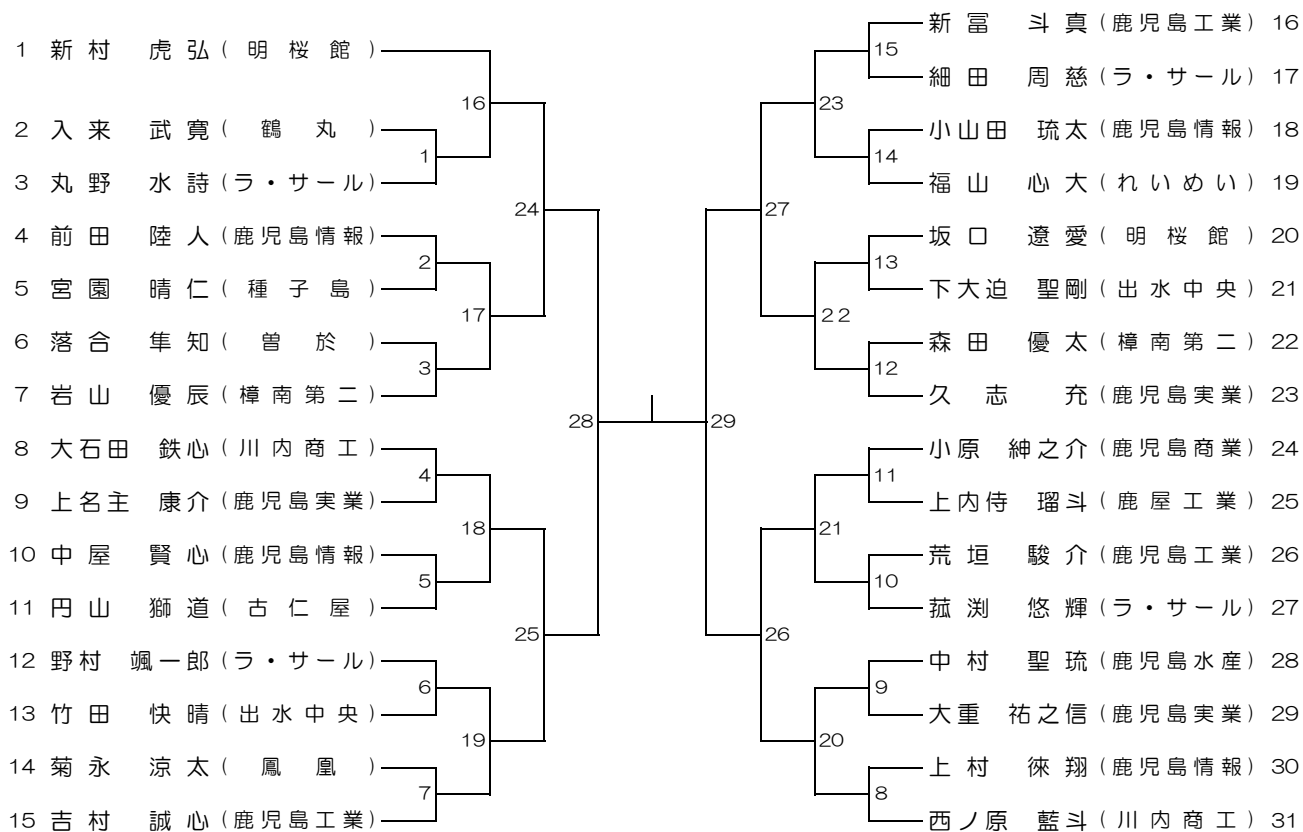 1 新村 虎弘 (明桜館)
2 入来 武寛 (鶴丸)
3 丸野 水詩 (ラ・サール)
4 前田 陸人 (鹿児島情報)
5 宮園 晴仁 (種子島)
6 落合 隼知 (曽於)
7 岩山 優辰 (樟南第二)
8 大石田 鉄心 (川内商工)
9 上名主 康介 (鹿児島実業)
10 中屋 賢心 (鹿児島情報)
11 円山 獅道 (古仁屋)
12 野村 颯一郎 (ラ・サール)
13 竹田 快晴 (出水中央)
14 菊永 涼太 (鳳凰)
15 吉村 誠心 (鹿児島工業)
16
1
24
2
17
3
28
4
18
5
25
6
19
7
15
23
14
27
13
22
12
29
11
21
10
26
9
20
8
新冨 斗真 (鹿児島工業) 16
細田 周慈 (ラ・サール) 17
小山田 琉太 (鹿児島情報) 18
福山 心大 (れいめい) 19
坂口 遼愛 (明桜館) 20
下大迫 聖剛 (出水中央) 21
森田 優太 (樟南第二) 22
久志 充 (鹿児島実業) 23
小原 紳之介 (鹿児島商業) 24
上内侍 瑠斗 (鹿屋工業) 25
荒垣 駿介 (鹿児島工業) 26
菰渕 悠輝 (ラ・サール) 27
中村 聖琉 (鹿児島水産) 28
大重 祐之信 (鹿児島実業) 29
上村 徠翔 (鹿児島情報) 30
西ノ原 藍斗 (川内商工) 31